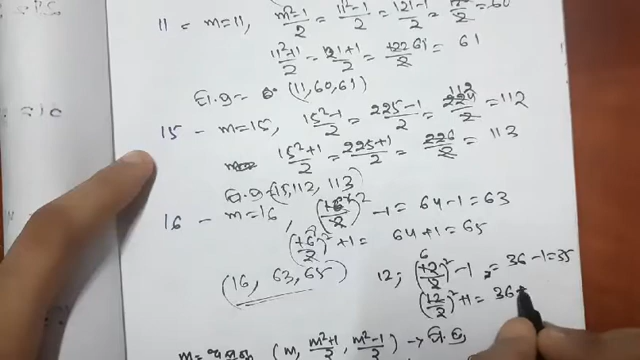 11 - m=11, m²-1/2 = 11²-1/2 = 121-1/2 = = 60
11²+1/2 = 121+1/2 = = 61
(11, 60, 61)
15 - m=15, 15²-1/2 = 225-1/2 = 224/2 = 112
112
15²+1/2 = 225+1/2 = 226/2 = 113
(15, 112, 113)
16 - m=16, (16/2)² -1 = 64-1 = 63
(16/2)² +1 = 64+1 = 65
(16, 63, 65)
12; (12/2)² -1 = 36-1=35
6
(12/2)² +1 = 36+
m= (m, m²+1/2, m²-1/2) →